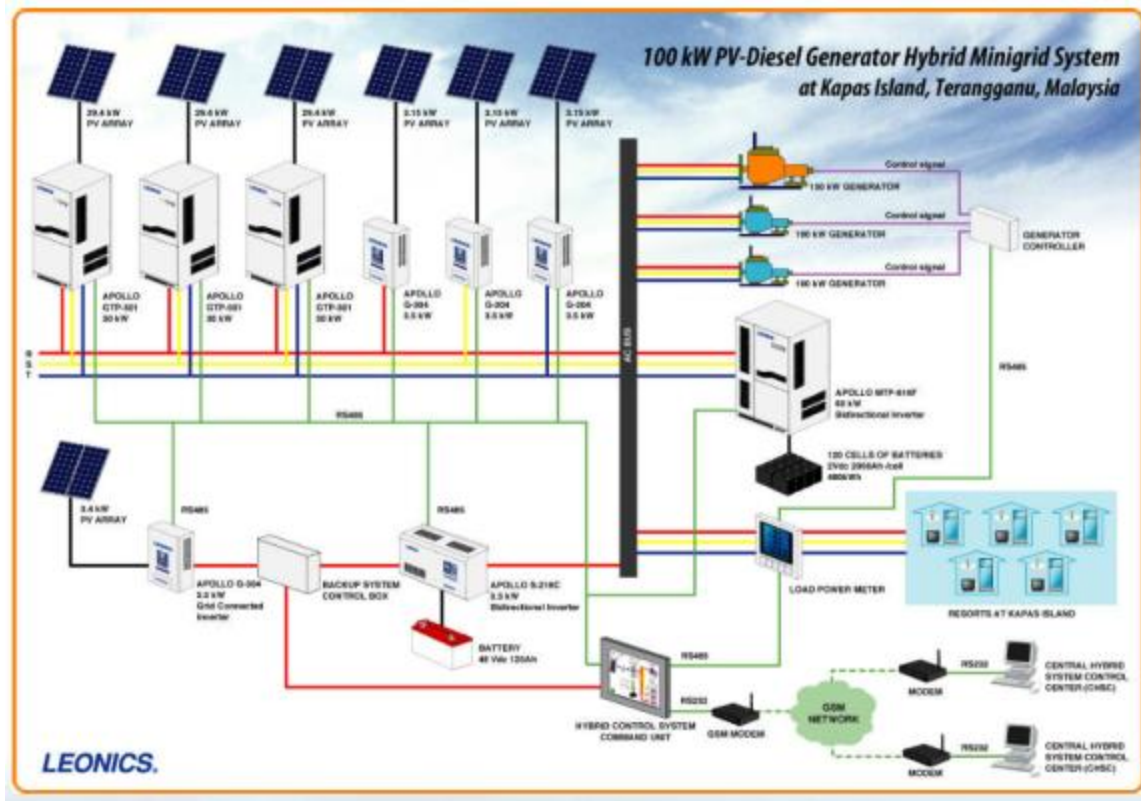 100 kW PV-Diesel Generator Hybrid Minigrid System
at Kapas Island, Terangganu, Malaysia
29.4 kW
PV ARRAY
29.4 kW
PV ARRAY
29.4 kW
PV ARRAY
3.15 kW
PV ARRAY
3.15 kW
PV ARRAY
3.15 kW
PV ARRAY
LEONICS
APOLLO
GTP-501
30 kW
APOLLO
GTP-501
30 kW
APOLLO
GTP-501
30 kW
APOLLO
G-304
3.5 kW
APOLLO
G-304
3.5 kW
APOLLO
G-304
3.5 kW
R
S
T
AC BUS
Control signal
150 kW GENERATOR
Control signal
100 kW GENERATOR
Control signal
100 kW GENERATOR
GENERATOR
CONTROLLER
RS485
RS485
APOLLO MTP-
kW
Bidirectional Inverter
120 CELLS OF BATTERIES
2Vdc /cell
480kWh
3.4 kW
PV ARRAY
RS485
RS485
APOLLO G-304
kW
Grid Connected
Inverter
BACKUP SYSTEM
CONTROL BOX
APOLLO
3.5 kW
Bidirectional Inverter
BATTERY
48 Vdc 120Ah
LOAD POWER METER
RESORTS AT KAPAS ISLAND
RS485
RS232
HYBRID CONTROL SYSTEM
COMMAND UNIT
GSM MODEM
GSM
NETWORK
MODEM
RS232
CENTRAL HYBRID
SYSTEM CONTROL
CENTER (CHSC)
MODEM
RS232
CENTRAL HYBRID
SYSTEM CONTROL
CENTER (CHSC)
LEONICS.